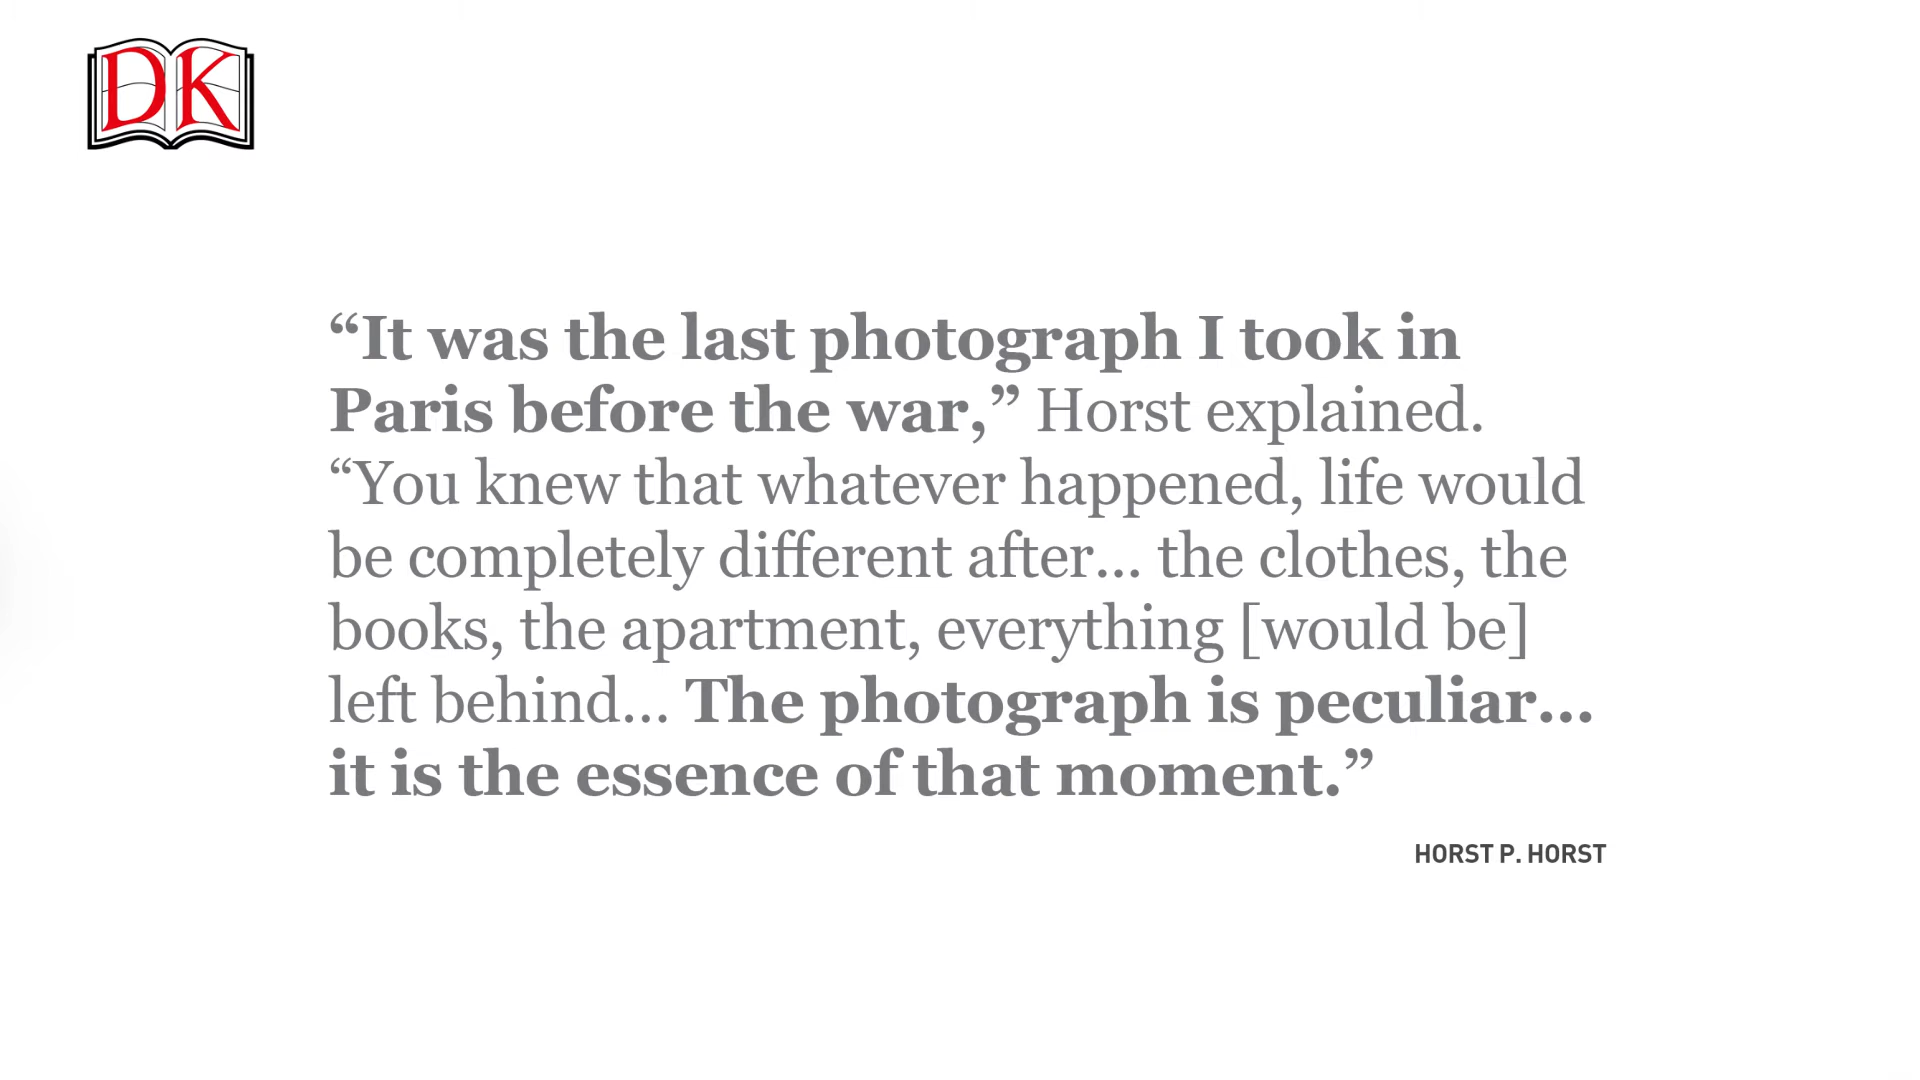 DK
“It was the last photograph I took in
Paris before the war,” Horst explained.
“You knew that whatever happened, life would
be completely different after... the clothes, the
books, the apartment, everything [would be]
left behind... The photograph is peculiar...
it is the essence of that moment.”
HORST P. HORST